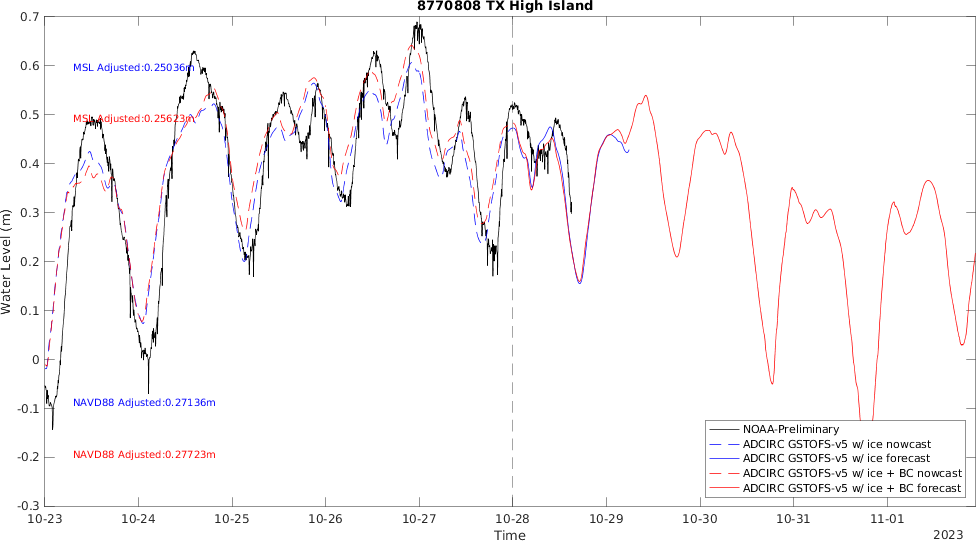 8770808 TX High Island
0.7
0.6
0.5
0.4
0.3
0.2
0.1
0
-0.1
-0.2
-0.3
Water Level (m)
MSL Adjusted:0.25036m
MSL Adjusted:0.25623m
NAVD88 Adjusted:0.27136m
NAVD88 Adjusted:0.27723m
NOAA-Preliminary
ADCIRC GSTOFS-v5 w/ ice nowcast
ADCIRC GSTOFS-v5 w/ ice forecast
ADCIRC GSTOFS-v5 w/ ice + BC nowcast
ADCIRC GSTOFS-v5 w/ ice + BC forecast
10-23 10-24 10-25 10-26 10-27 10-28 10-29 10-30 10-31 11-01
Time
2023